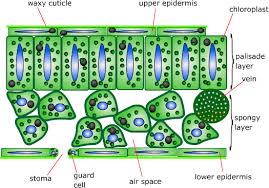 waxy cuticle
upper epidermis
chloroplast
palisade
layer
vein
spongy
layer
stoma
guard
cell
air space
lower epidermis